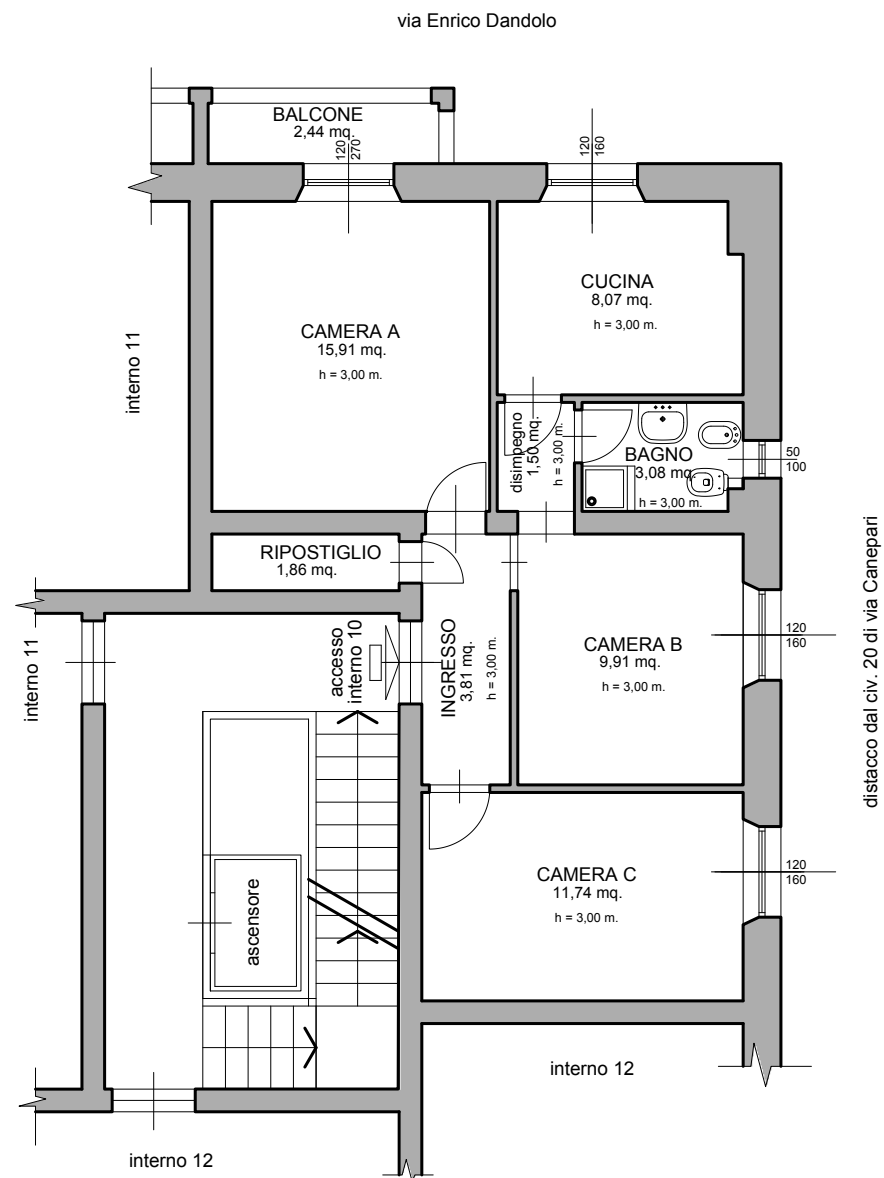 via Enrico Dandolo
BALCONE
2,44 mq.
120
270
120
160
CUCINA
8,07 mq.
h = 3,00 m.
CAMERA A
15,91 mq.
h = 3,00 m.
interno 11
disimpegno
1,50 mq.
h = 3,00 m.
BAGNO
3,08 mq.
h = 3,00 m.
50
100
RIPOSTIGLIO
1,86 mq.
interno 11
accesso
interno 10
INGRESSO
3,81 mq.
h = 3,00 m.
CAMERA B
9,91 mq.
h = 3,00 m.
120
160
distacco dal civ. 20 di via Canepari
CAMERA C
11,74 mq.
h = 3,00 m.
120
160
ascensore
interno 12
interno 12